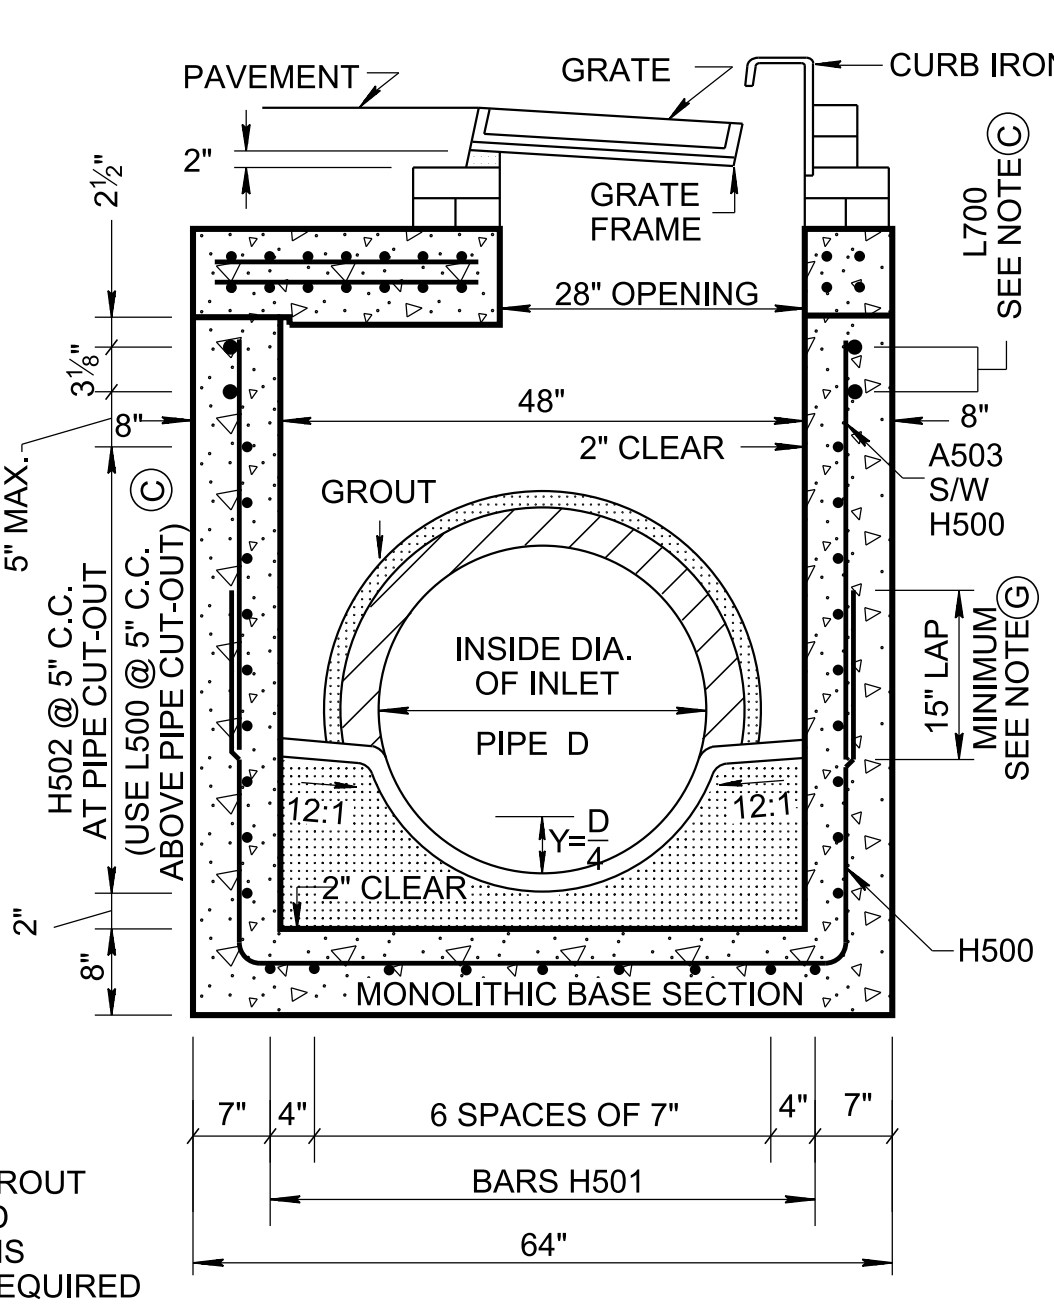 PAVEMENT
GRATE
CURB IRON
2"
GRATE
FRAME
2½"
L700
SEE NOTE C
28" OPENING
3⅛"
8"
48"
8"
2" CLEAR
5" MAX.
GROUT
A503
S/W
H500
H502 @ 5" C.C.
AT PIPE CUT-OUT
(USE L500 @ 5" C.C. C
ABOVE PIPE CUT-OUT)
INSIDE DIA.
OF INLET
PIPE D
15" LAP
MINIMUM
SEE NOTE G
12:1
12:1
Y=D/4
2" CLEAR
2"
8"
H500
MONOLITHIC BASE SECTION
7"
4"
6 SPACES OF 7"
4"
7"
BARS H501
64"
ROUT
D
IS
EQUIRED